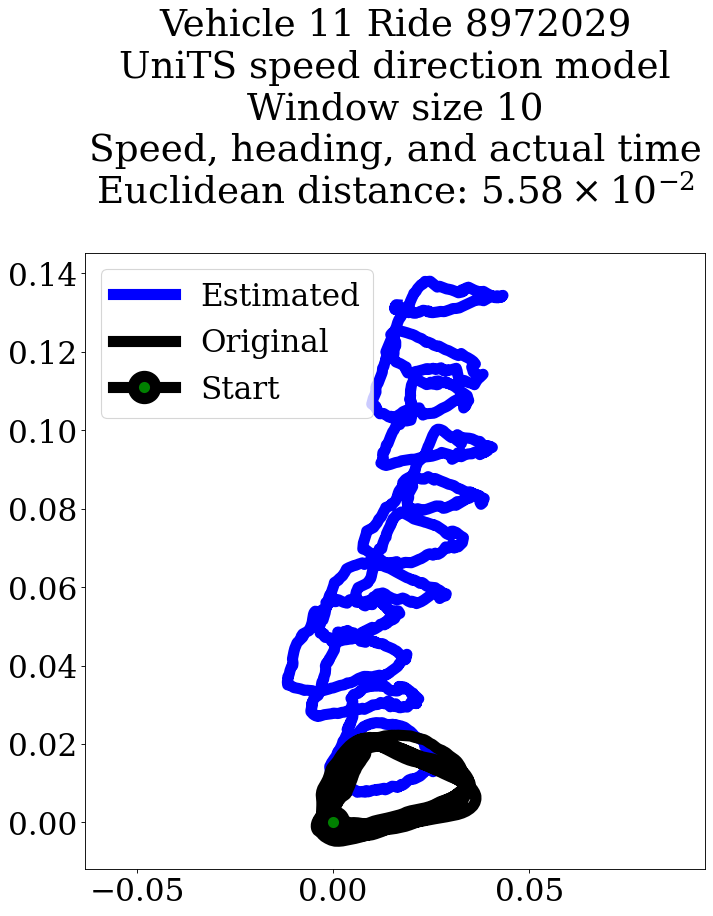 Vehicle 11 Ride 8972029
UniTS speed direction model
Window size 10
Speed, heading, and actual time
Euclidean distance: 5.58 × 10⁻²
0.14
Estimated
Original
0.12
Start
0.10
0.08
0.06
0.04
0.02
0.00
−0.05 0.00 0.05